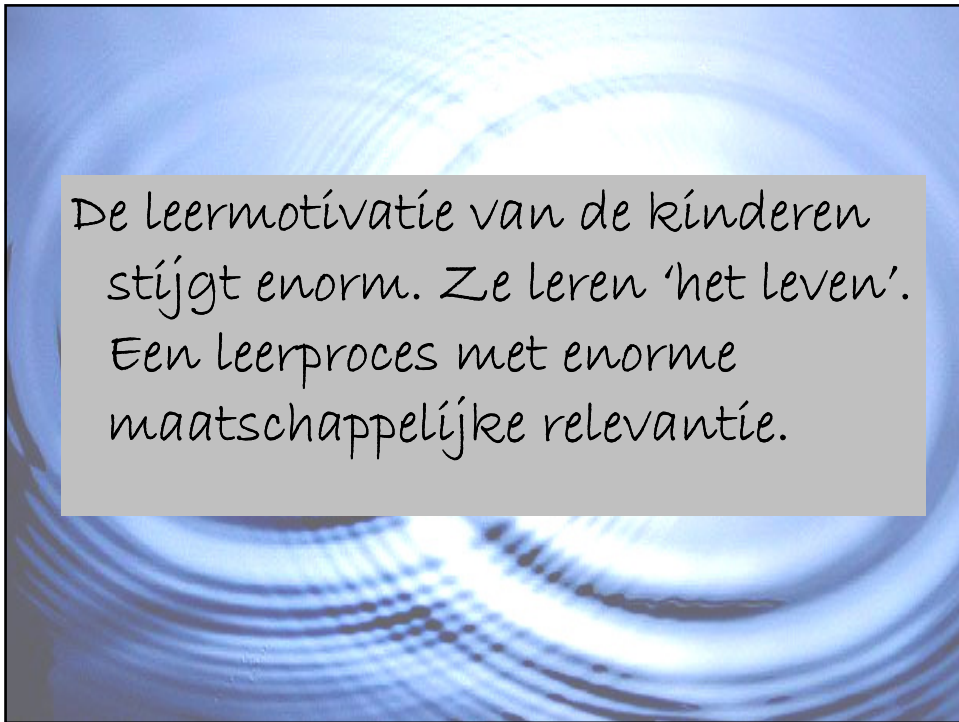 De leermotivatie van de kinderen
stijgt enorm. Ze leren ‘het leven’.
Een leerproces met enorme
maatschappelijke relevantie.